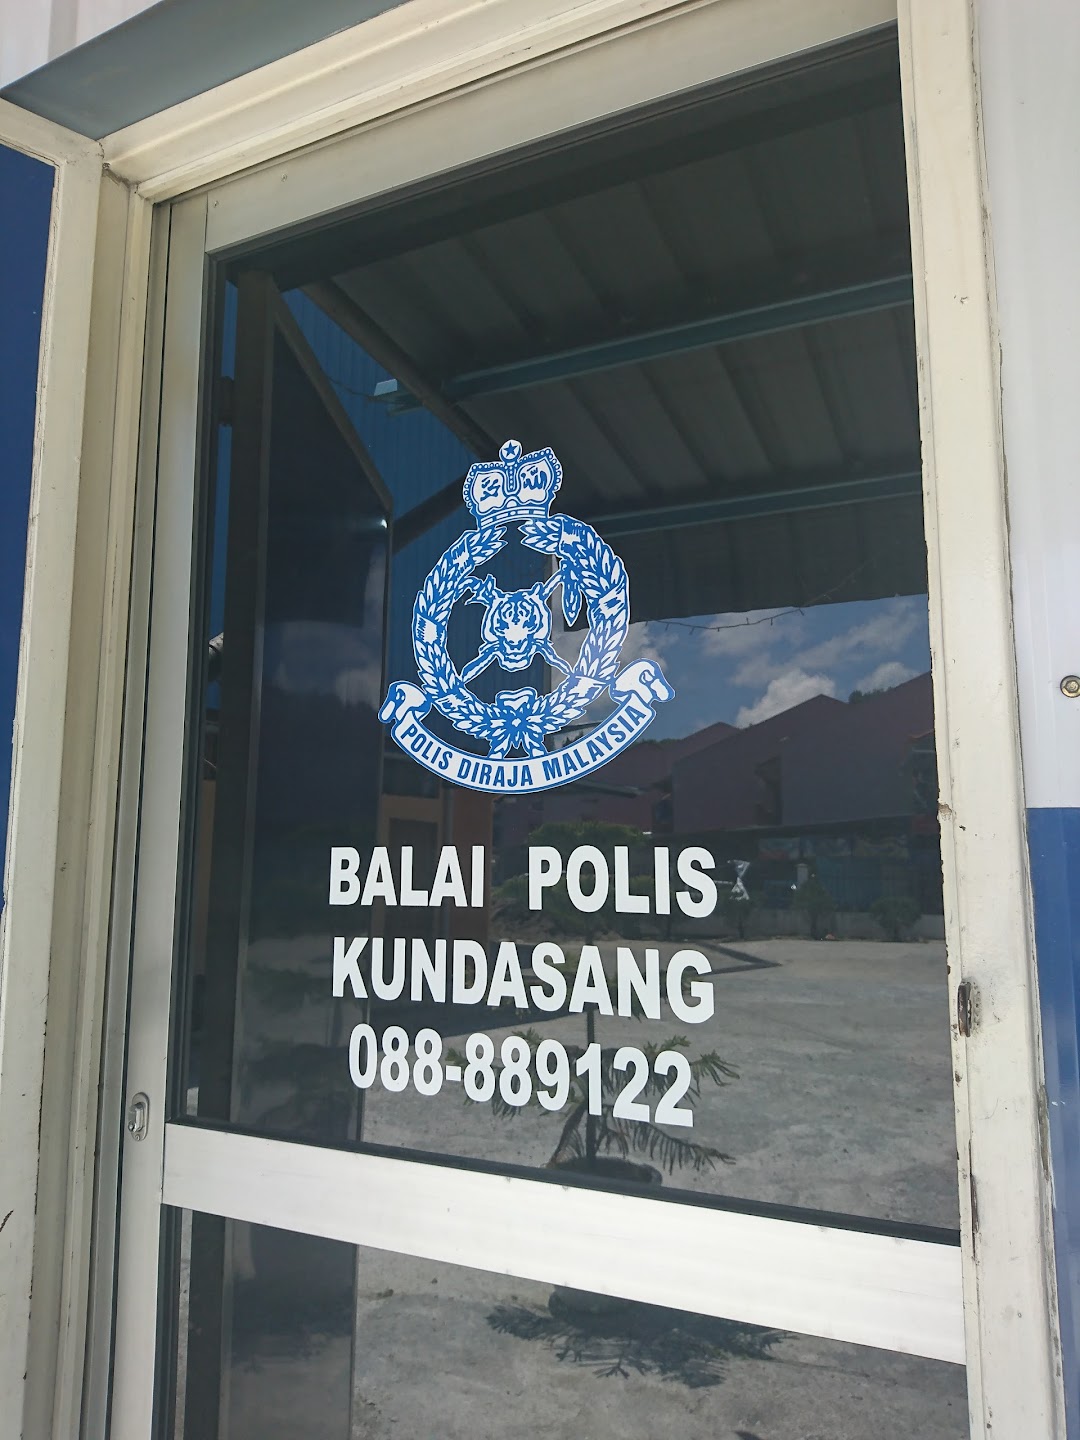 POLIS DIRAJA MALAYSIA
BALAI POLIS
KUNDASANG
088-889122